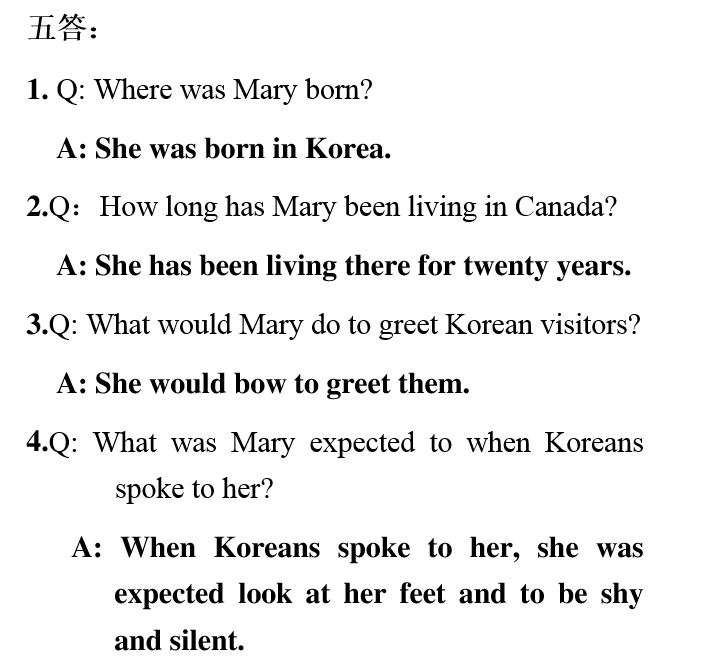 五答：
1. Q: Where was Mary born?
A: She was born in Korea.
2.Q： How long has Mary been living in Canada?
A: She has been living there for twenty years.
3.Q: What would Mary do to greet Korean visitors?
A: She would bow to greet them.
4.Q: What was Mary expected to when Koreans
spoke to her?
A: When Koreans spoke to her, she was
expected look at her feet and to be shy
and silent.